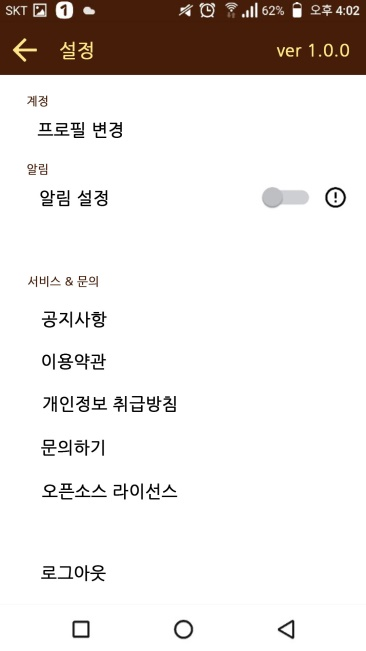 SKT 1 62% 오후 4:02
설정 ver 1.0.0
계정
프로필 변경
알림
알림 설정
서비스 & 문의
공지사항
이용약관
개인정보 취급방침
문의하기
오픈소스 라이선스
로그아웃